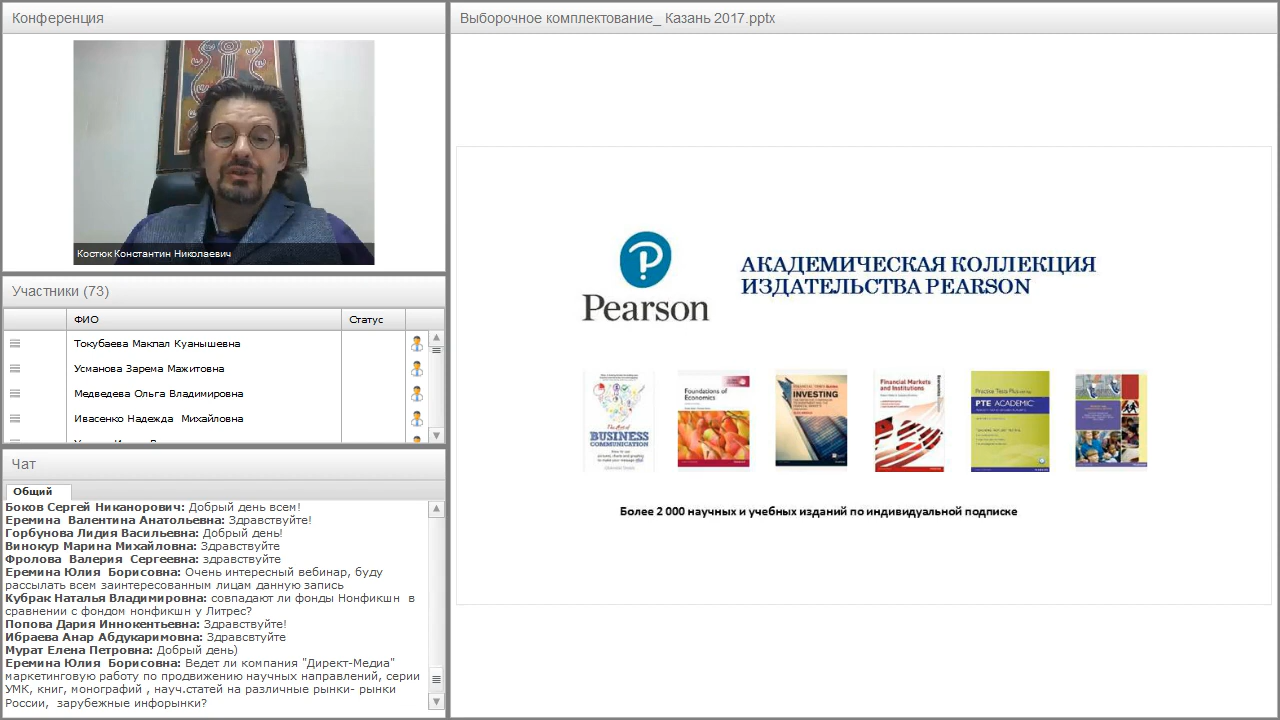 Конференция
Костюк Константин Николаевич
Участники (73)
ФИО
Статус
Токубаева Макпал Куанышевна
Усманова Зарема Мажитовна
Медведева Ольга Владимировна
Иванова Надежда Михайловна
Чат
Общий
Боков Сергей Никанорович: Добрый день всем!
Еремина Валентина Анатольевна: Здравствуйте!
Горбунова Лидия Васильевна: Добрый день!
Винокур Марина Михайловна: Здравствуйте
Фролова Валерия Сергеевна: здравствуйте
Еремина Юлия Борисовна: Очень интересный вебинар, буду
рассылать всем заинтересованным лицам данную запись
Кубрак Наталья Владимировна: совпадают ли фонды Нонфикшн в
сравнении с фондом нонфикшн у Литрес?
Попова Дария Иннокентьевна: Здравствуйте!
Ибраева Анар Абдукаримовна: Здравсвтуйте
Мурат Елена Петровна: Добрый день)
Еремина Юлия Борисовна: Ведет ли компания "Директ-Медиа"
маркетинговую работу по продвижению научных направлений, серии
УМК, книг, монографий , науч.статей на различные рынки- рынки
России, зарубежные инфорынки?
Выборочное комплектование_ Казань 2017.pptx
Pearson
АКАДЕМИЧЕСКАЯ КОЛЛЕКЦИЯ
ИЗДАТЕЛЬСТВА PEARSON
The Art of
BUSINESS
COMMUNICATION
Foundations of
Economics
INVESTING
Financial Markets
and Institutions
Practice Tests Plus
PTE ACADEMIC
Более 2 000 научных и учебных изданий по индивидуальной подписке